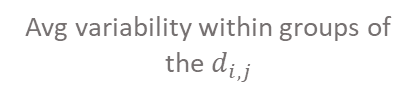 Avg variability within groups of
the $d_{i,j}$